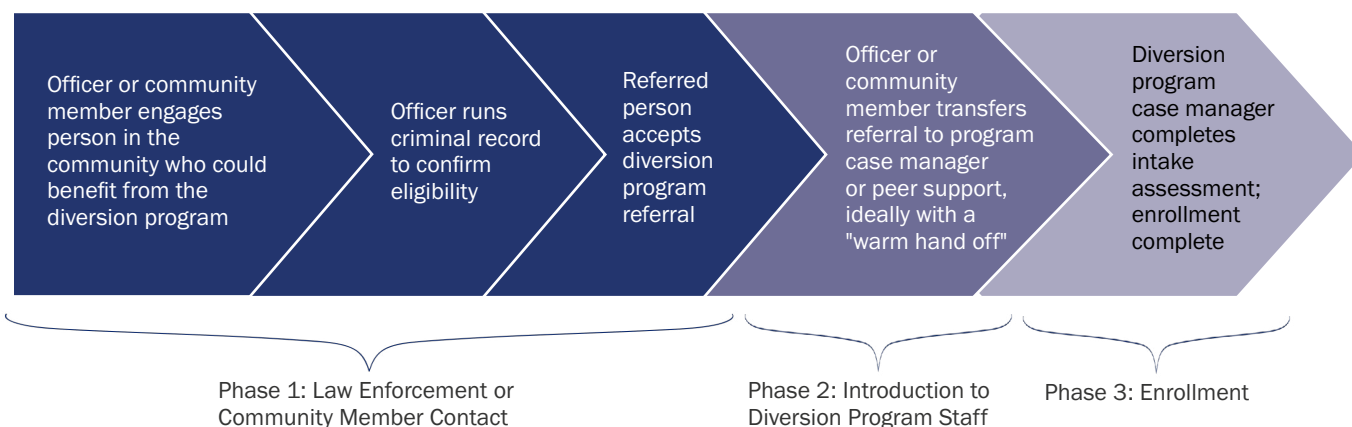 Officer or community
member engages
person in the
community who could
benefit from the
diversion program
Officer runs
criminal record
to confirm
eligibility
Referred
person
accepts
diversion
program
referral
Officer or
community
member transfers
referral to program
case manager
or peer support,
ideally with a
"warm hand off"
Diversion
program
case manager
completes
intake
assessment;
enrollment
complete
Phase 1: Law Enforcement or
Community Member Contact
Phase 2: Introduction to
Diversion Program Staff
Phase 3: Enrollment